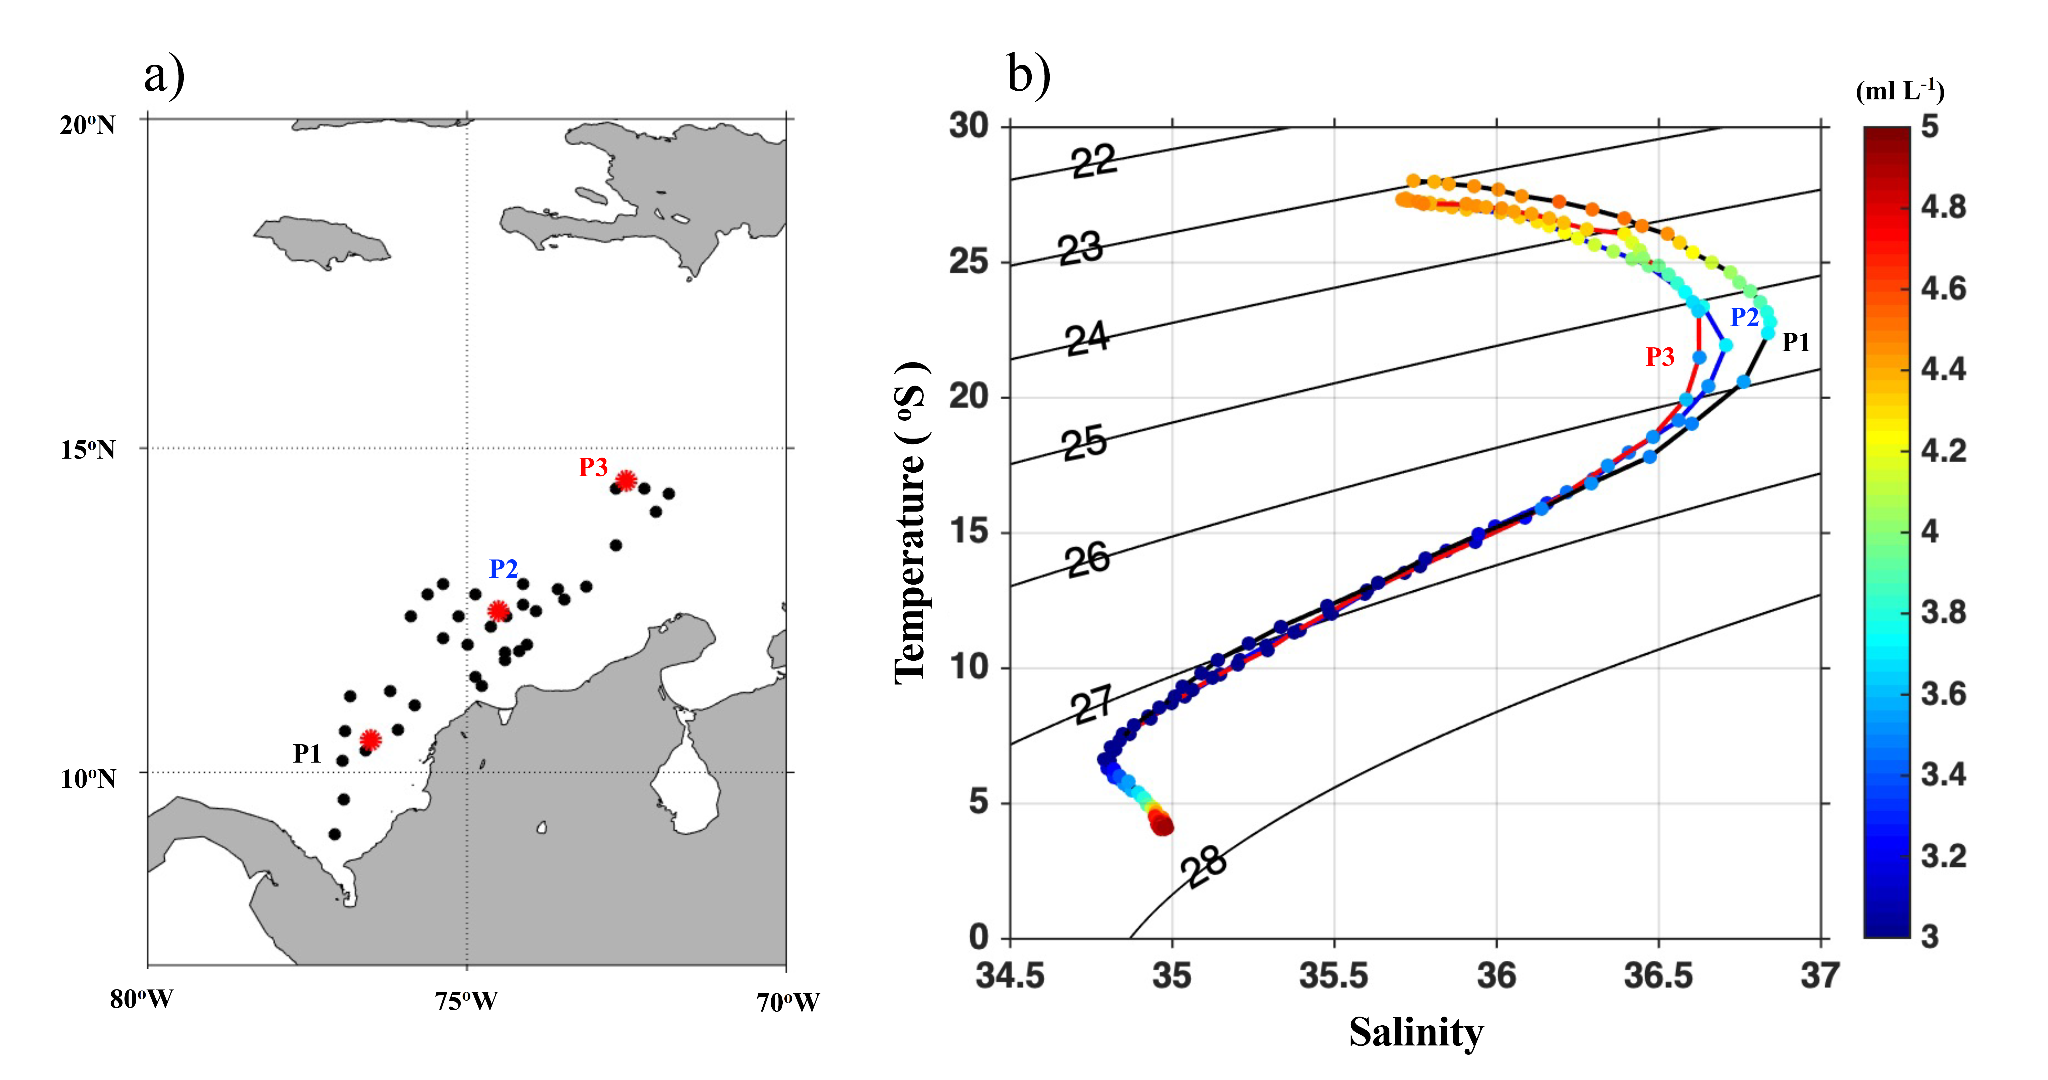 a)
20°N
15°N
10°N
80°W
75°W
70°W
P3
P2
P1
b)
(ml L-1)
30
25
20
15
10
5
0
34.5
35
35.5
36
36.5
37
Temperature ( °S)
Salinity
22
23
24
25
26
27
28
P2
P1
P3
5
4.8
4.6
4.4
4.2
4
3.8
3.6
3.4
3.2
3